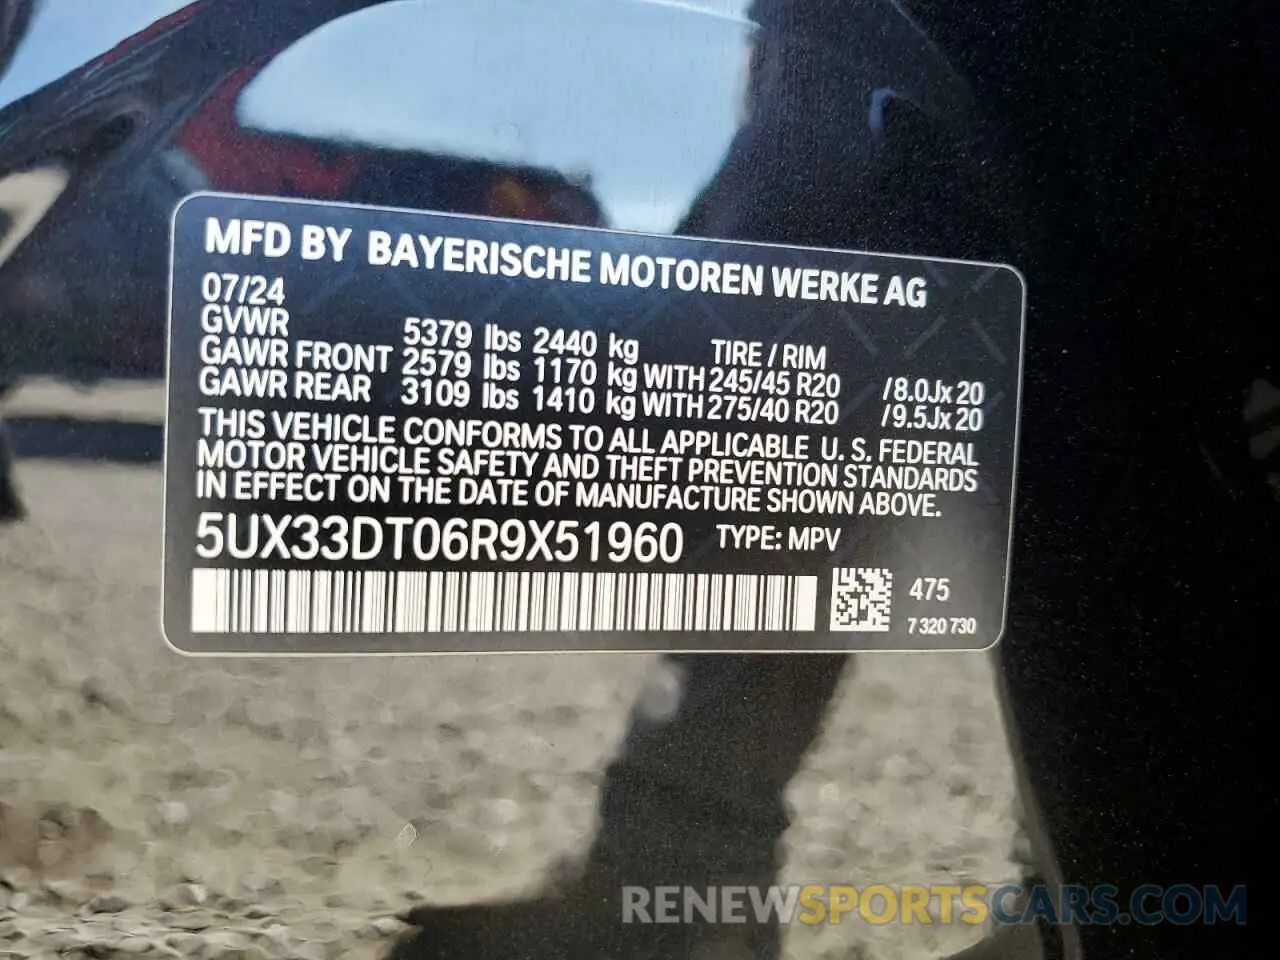 MFD BY BAYERISCHE MOTOREN WERKE AG
07/24
GVWR 5379 lbs 2440 kg TIRE / RIM
GAWR FRONT 2579 lbs 1170 kg WITH 245/45 R20 /8.0Jx20
GAWR REAR 3109 lbs 1410 kg WITH 275/40 R20 /9.5Jx20
THIS VEHICLE CONFORMS TO ALL APPLICABLE U. S. FEDERAL
MOTOR VEHICLE SAFETY AND THEFT PREVENTION STANDARDS
IN EFFECT ON THE DATE OF MANUFACTURE SHOWN ABOVE.
5UX33DT06R9X51960 TYPE: MPV
475
7 320 730
RENEWSPORTSCARS.COM